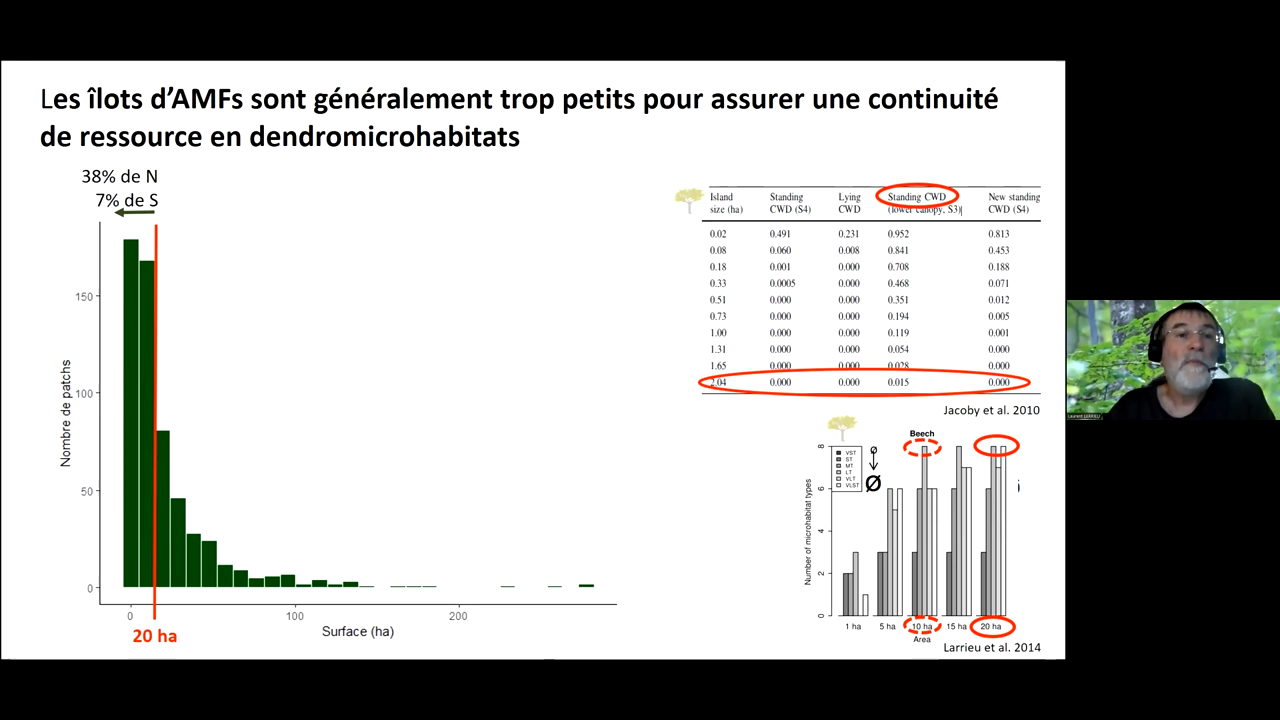 Les îlots d’AMFs sont généralement trop petits pour assurer une continuité
de ressource en dendromicrohabitats
38% de N
7% de S
Nombre de patchs
150
100
50
0
0
100
200
Surface (ha)
20 ha
Island size (ha) Standing CWD (S4) Lying CWD Standing CWD (lower canopy, S3) New standing CWD (S4)
0.02 0.491 0.231 0.952 0.813
0.08 0.060 0.008 0.841 0.453
0.18 0.001 0.000 0.708 0.188
0.33 0.0005 0.000 0.468 0.071
0.51 0.000 0.000 0.351 0.012
0.73 0.000 0.000 0.194 0.005
1.00 0.000 0.000 0.119 0.001
1.31 0.000 0.000 0.054 0.000
1.65 0.000 0.000 0.028 0.000
2.04 0.000 0.000 0.015 0.000
Jacoby et al. 2010
Beech
VST
ST
MT
LT
VLT
VLST
ø
Ø
Number of microhabitat types
8
6
4
2
0
1 ha
5 ha
10 ha
15 ha
20 ha
Area
Larrieu et al. 2014
Laurent LARRIEU